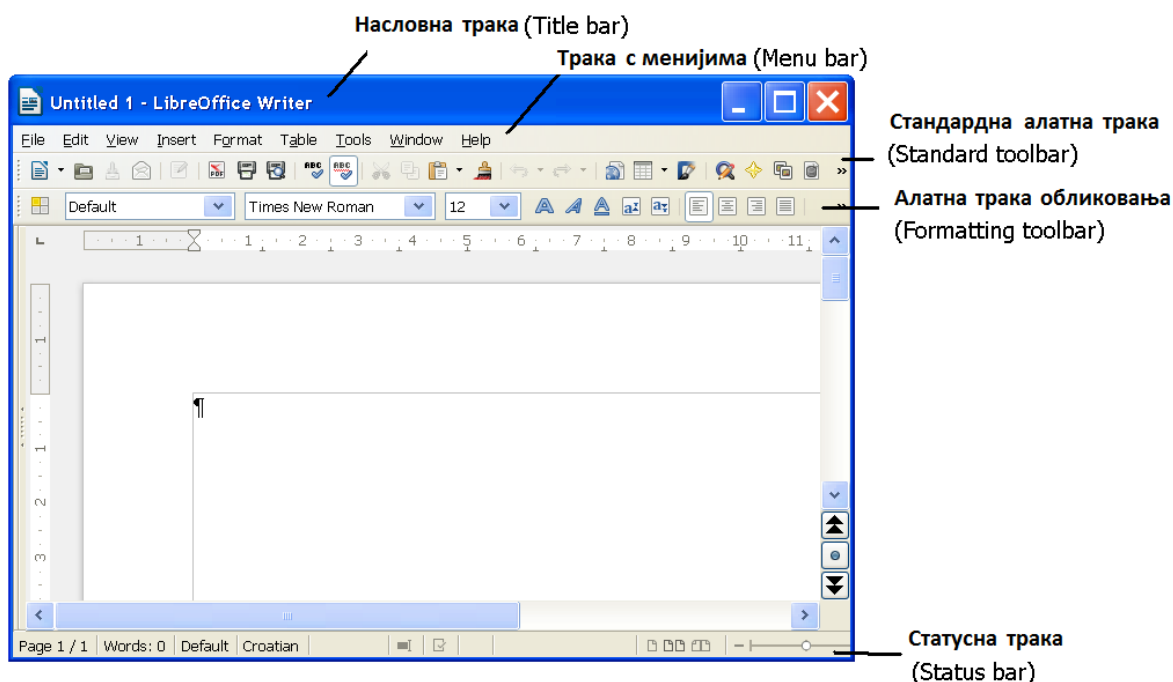 Насловна трака (Title bar)
Трака с менијима (Menu bar)
Untitled 1 - LibreOffice Writer
File Edit View Insert Format Table Tools Window Help
Стандардна алатна трака
(Standard toolbar)
ABC ABC
PDF
Default Times New Roman 12
Алатна трака обликовања
(Formatting toolbar)
1 1 2 3 4 5 6 7 8 9 10 11
1
¶
1
2
3
Page 1 / 1 Words: 0 Default Croatian
Статусна трака
(Status bar)